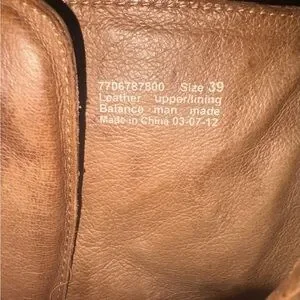 7706787800 Size 39
Leather upper/lining
Balance man made
Made in China 03-07-12